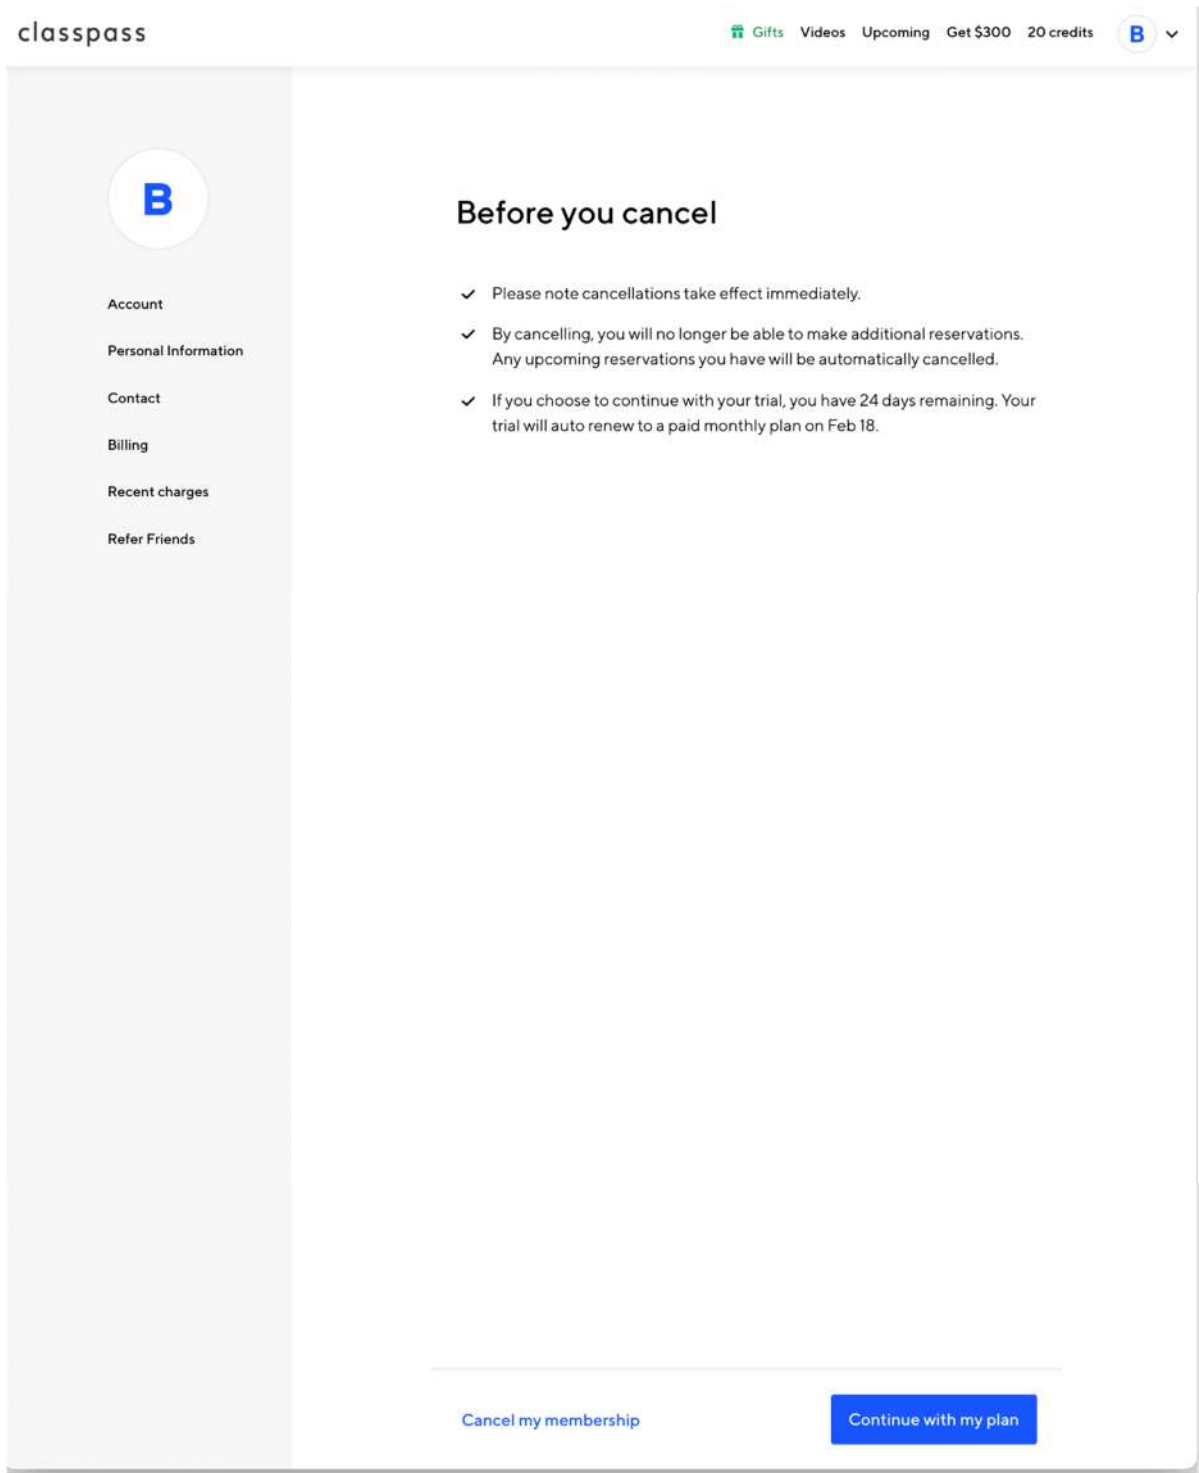 classpass
Gifts Videos Upcoming Get $300 20 credits B
B
Account
Personal Information
Contact
Billing
Recent charges
Refer Friends
Before you cancel
Please note cancellations take effect immediately.
By cancelling, you will no longer be able to make additional reservations.
Any upcoming reservations you have will be automatically cancelled.
If you choose to continue with your trial, you have 24 days remaining. Your
trial will auto renew to a paid monthly plan on Feb 18.
Cancel my membership
Continue with my plan